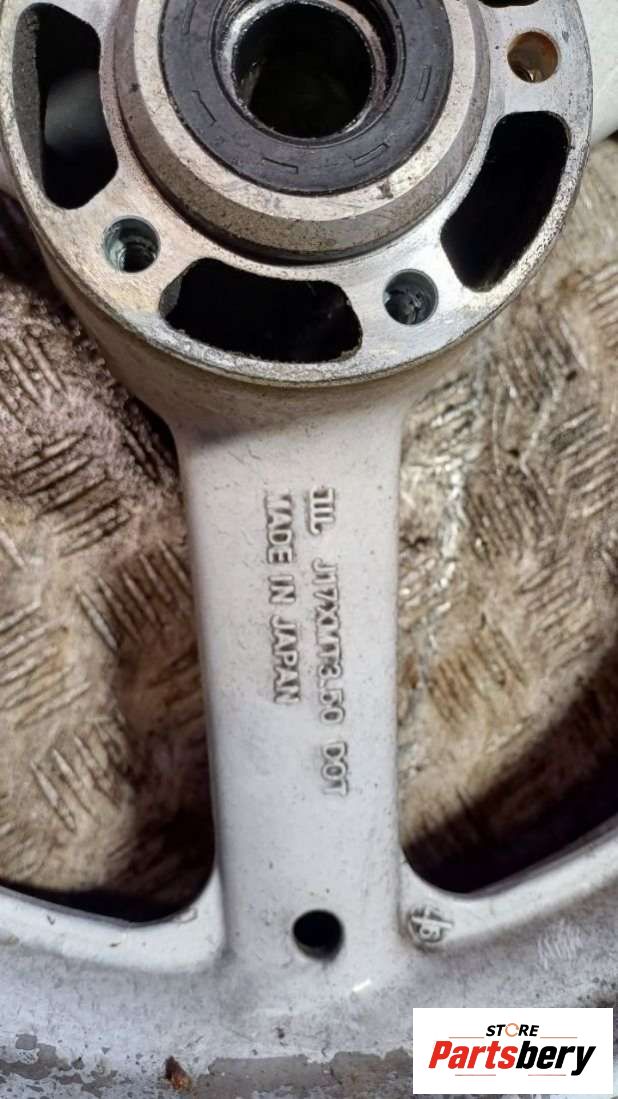 JIL J17XMT3.50 DOT
MADE IN JAPAN
STORE
Partsbery